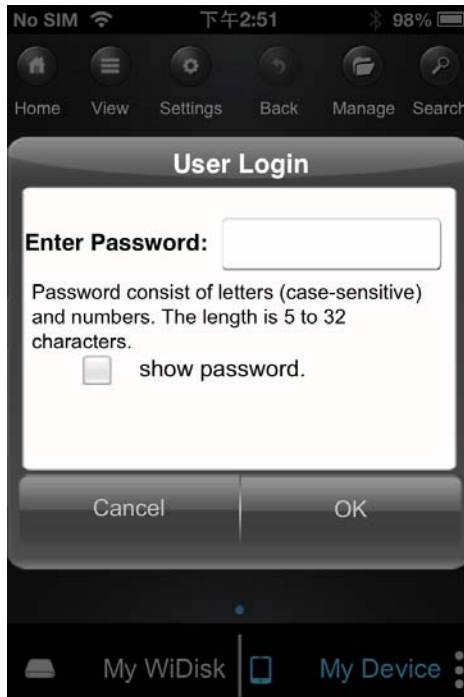 No SIM 下午2:51 98%
Home View Settings Back Manage Search
User Login
Enter Password:
Password consist of letters (case-sensitive)
and numbers. The length is 5 to 32
characters.
show password.
Cancel OK
My WiDisk My Device